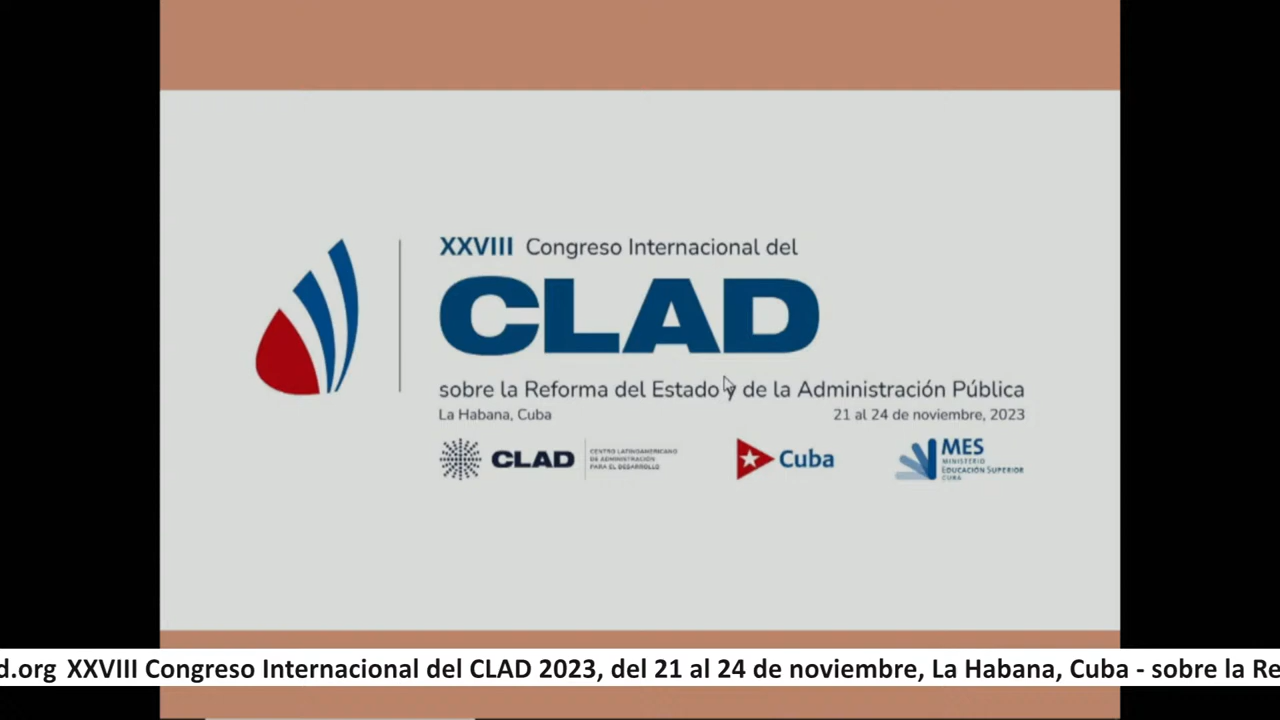 XXVIII Congreso Internacional del
CLAD
sobre la Reforma del Estado y de la Administración Pública
La Habana, Cuba
21 al 24 de noviembre, 2023
CLAD
CENTRO LATINOAMERICANO
DE ADMINISTRACIÓN
PARA EL DESARROLLO
Cuba
MES
MINISTERIO
EDUCACIÓN SUPERIOR
CUBA
d.org XXVIII Congreso Internacional del CLAD 2023, del 21 al 24 de noviembre, La Habana, Cuba - sobre la Re